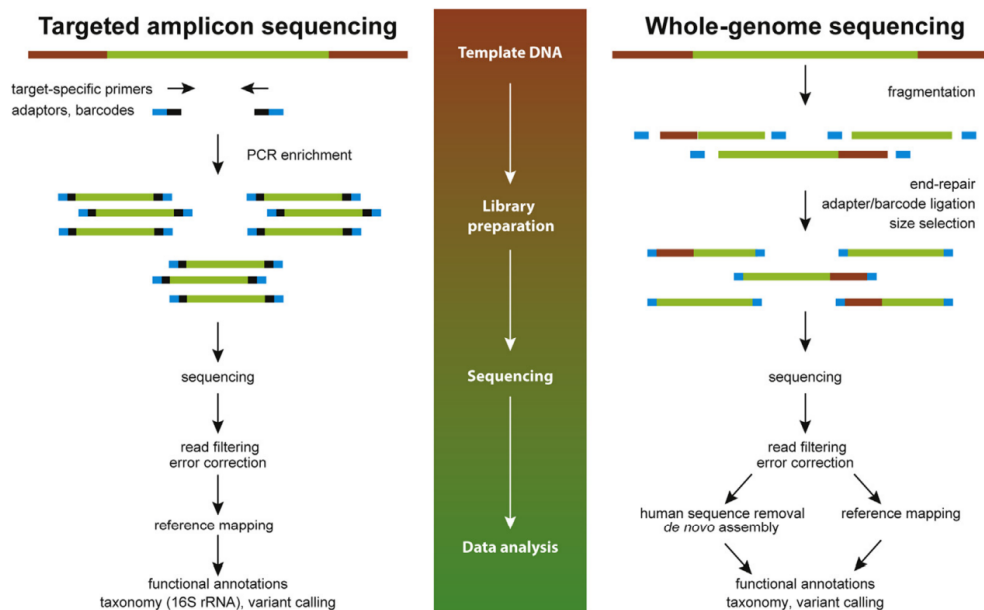 Targeted amplicon sequencing
target-specific primers
adaptors, barcodes
PCR enrichment
sequencing
read filtering
error correction
reference mapping
functional annotations
taxonomy (16S rRNA), variant calling
Template DNA
Library
preparation
Sequencing
Data analysis
Whole-genome sequencing
fragmentation
end-repair
adapter/barcode ligation
size selection
sequencing
read filtering
error correction
human sequence removal
de novo assembly
reference mapping
functional annotations
taxonomy, variant calling